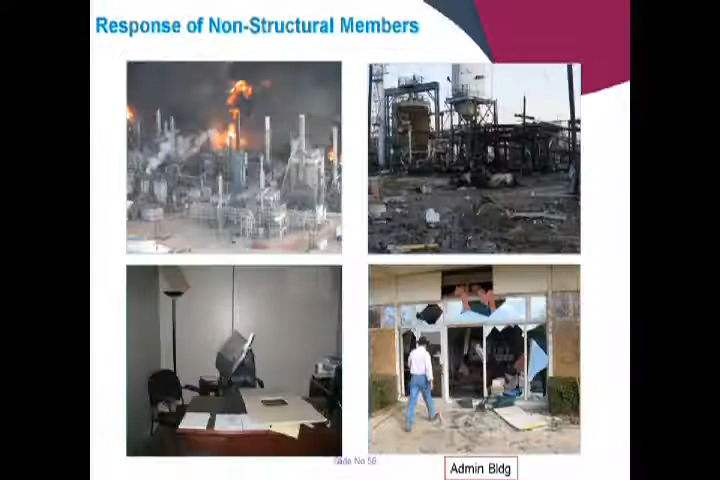 Response of Non-Structural Members
Slide No 56
Admin Bldg